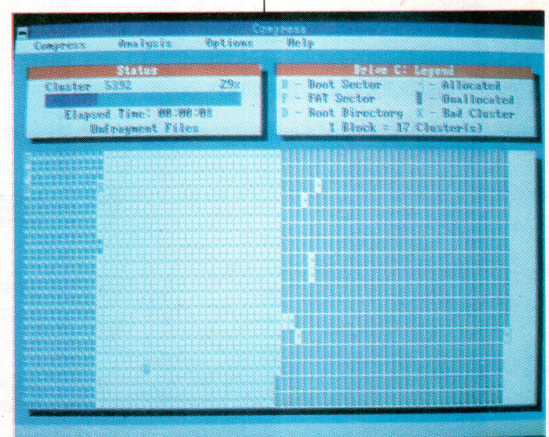 Compress
Compress Analysis Options Help
Status
Cluster 5392 29%
Elapsed Time: 00:00:08
Unfragment Files
Drive C: Legend
B - Boot Sector - Allocated
F - FAT Sector - Unallocated
D - Root Directory X - Bad Cluster
1 Block = 17 Cluster(s)